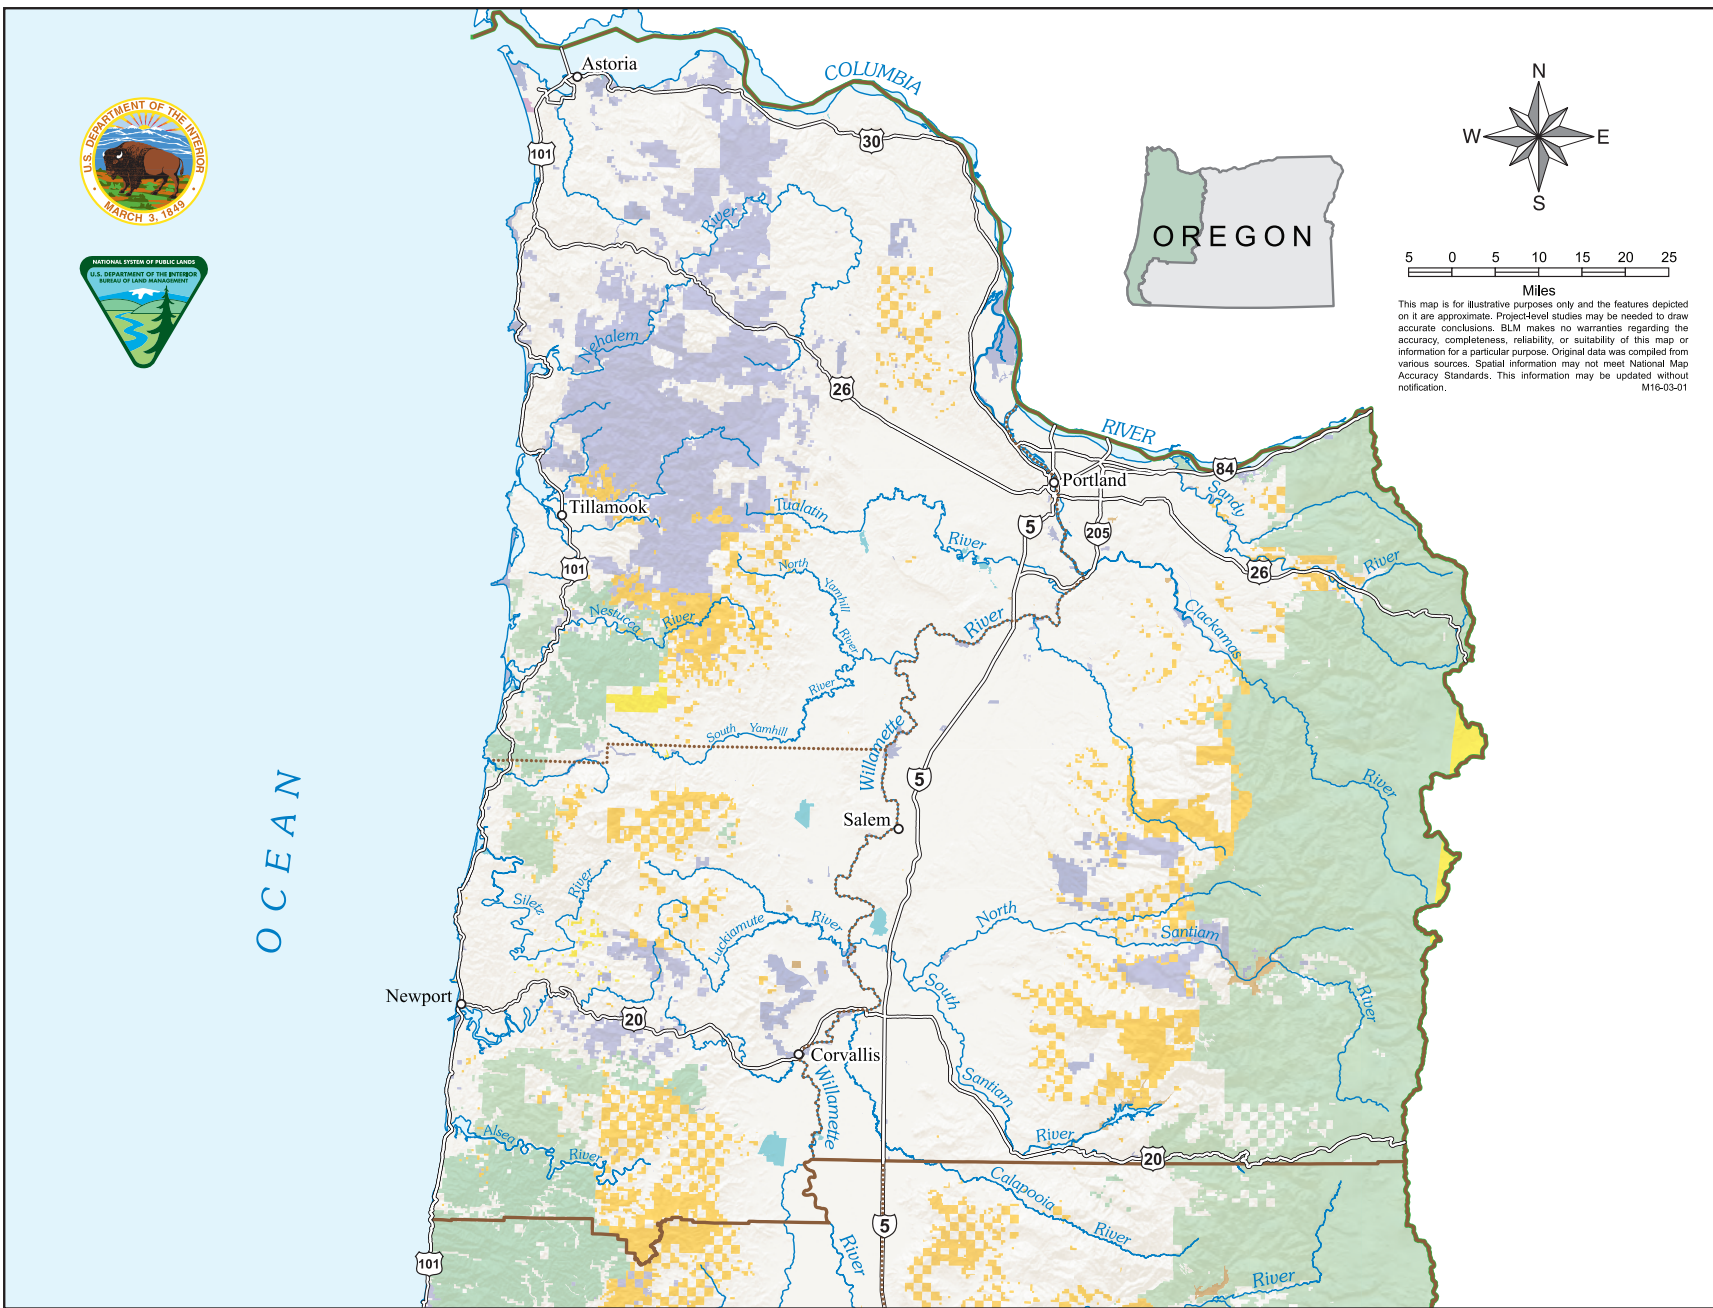 Astoria
COLUMBIA
30
101
River
U.S. DEPARTMENT OF THE INTERIOR
MARCH 3, 1849
NATIONAL SYSTEM OF PUBLIC LANDS
U.S. DEPARTMENT OF THE INTERIOR
BUREAU OF LAND MANAGEMENT
N
W
E
S
OREGON
5 0 5 10 15 20 25
Miles
This map is for illustrative purposes only and the features depicted
on it are approximate. Project-level studies may be needed to draw
accurate conclusions. BLM makes no warranties regarding the
accuracy, completeness, reliability, or suitability of this map or
information for a particular purpose. Original data was compiled from
various sources. Spatial information may not meet National Map
Accuracy Standards. This information may be updated without
notification.
M16-03-01
Nehalem
26
RIVER
84
Portland
Sandy
Tillamook
Tualatin
River
5
205
101
North
Yamhill
River
26
River
Nestucca
River
River
Clackamas
River
South Yamhill
Willamette
5
River
OCEAN
Salem
Siletz
River
Luckiamute
River
North
Santiam
River
Newport
20
South
Corvallis
Santiam
Willamette
River
Alsea
River
20
Calapooia
River
5
River
101
River